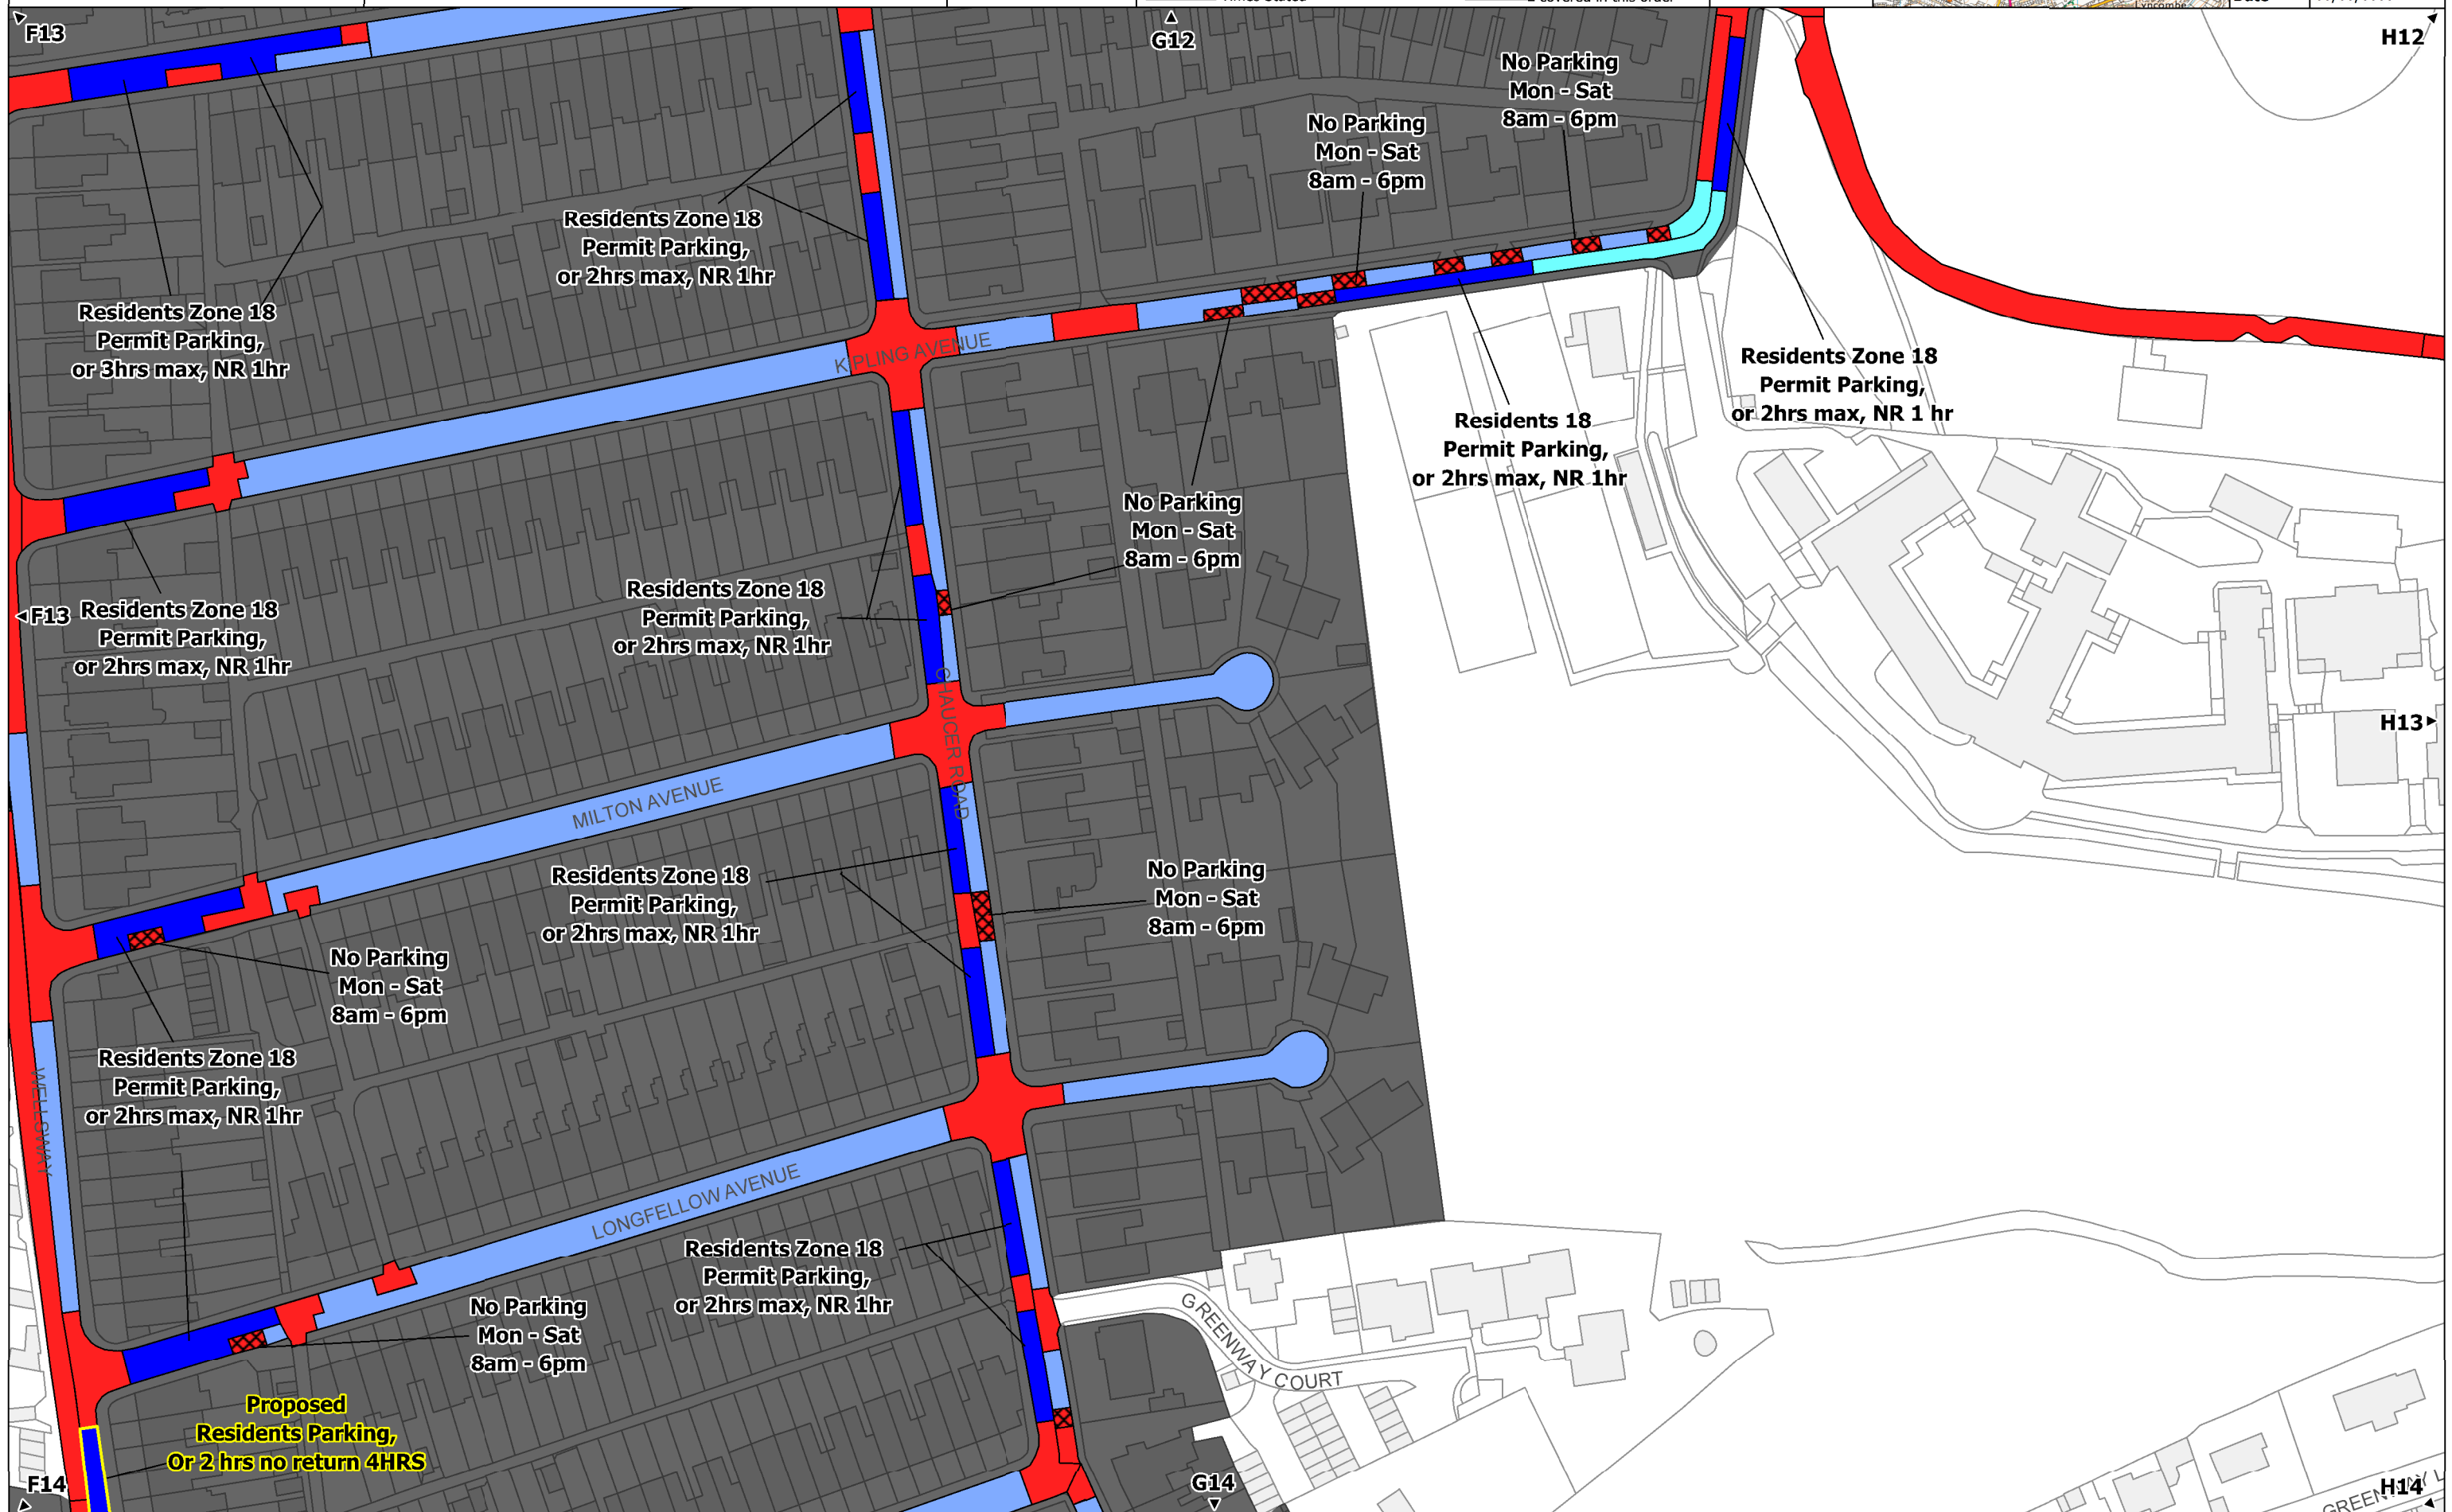 F13
G12
H12
No Parking
Mon - Sat
8am - 6pm
No Parking
Mon - Sat
8am - 6pm
Residents Zone 18
Permit Parking,
or 2hrs max, NR 1hr
Residents Zone 18
Permit Parking,
or 3hrs max, NR 1hr
KIPLING AVENUE
Residents Zone 18
Permit Parking,
or 2hrs max, NR 1 hr
Residents 18
Permit Parking,
or 2hrs max, NR 1hr
No Parking
Mon - Sat
8am - 6pm
F13
Residents Zone 18
Permit Parking,
or 2hrs max, NR 1hr
Residents Zone 18
Permit Parking,
or 2hrs max, NR 1hr
CHAUCER ROAD
H13
MILTON AVENUE
Residents Zone 18
Permit Parking,
or 2hrs max, NR 1hr
No Parking
Mon - Sat
8am - 6pm
No Parking
Mon - Sat
8am - 6pm
Residents Zone 18
Permit Parking,
or 2hrs max, NR 1hr
WELLSWAY
LONGFELLOW AVENUE
Residents Zone 18
Permit Parking,
or 2hrs max, NR 1hr
No Parking
Mon - Sat
8am - 6pm
GREENWAY COURT
Proposed
Residents Parking,
Or 2 hrs no return 4HRS
F14
G14
H14